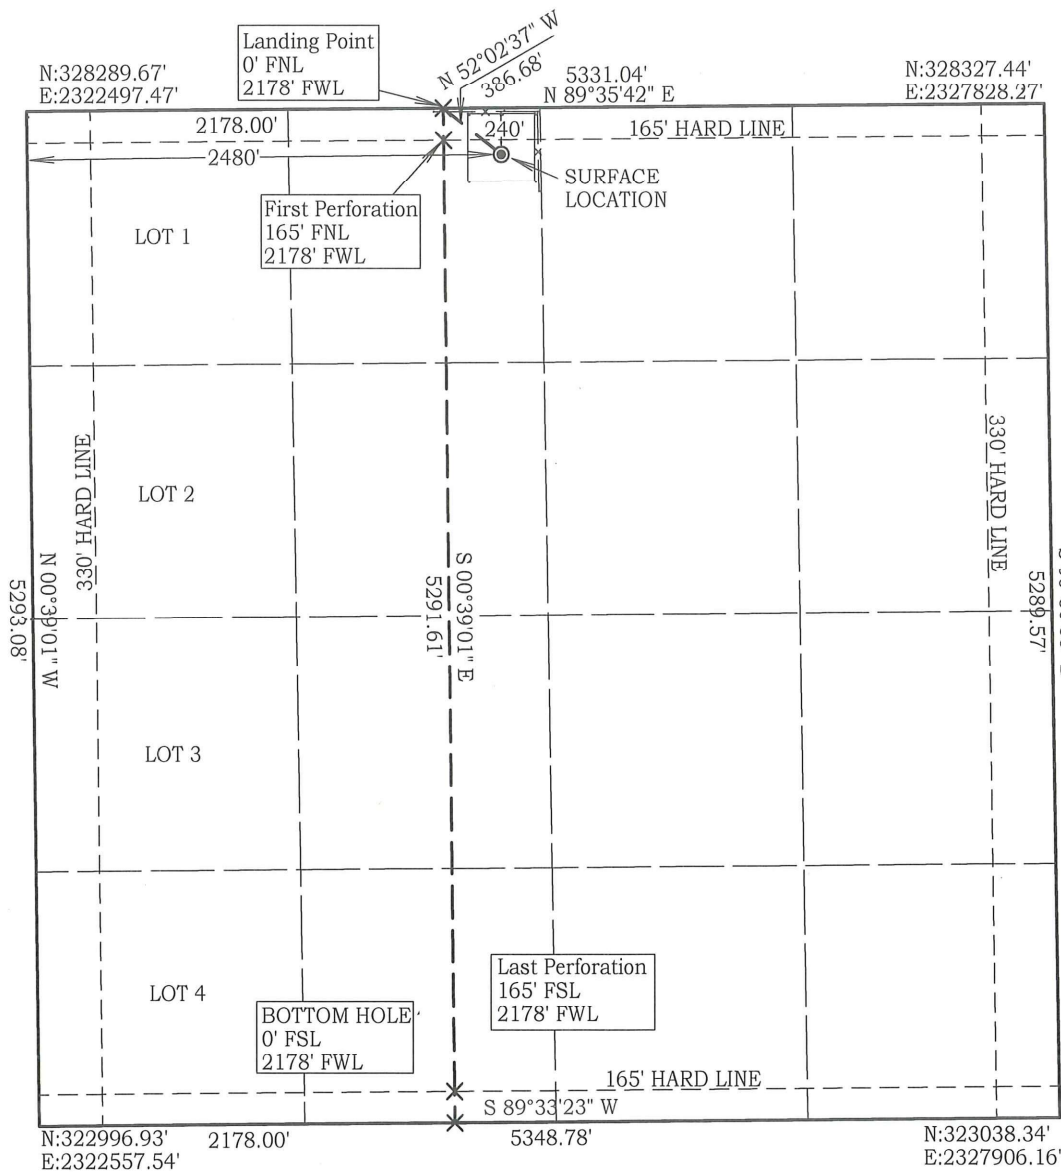 Landing Point
0' FNL
2178' FWL
N 52°02'37" W
386.68'
N:328289.67'
E:2322497.47'
5331.04'
N 89°35'42" E
N:328327.44'
E:2327828.27'
2178.00'
240'
165' HARD LINE
2480'
SURFACE
LOCATION
First Perforation
165' FNL
2178' FWL
LOT 1
330' HARD LINE
LOT 2
330' HARD LINE
N 00°39'01" W
5293.08'
S 00°39'01" E
5291.61'
5289.57'
LOT 3
LOT 4
Last Perforation
165' FSL
2178' FWL
BOTTOM HOLE
0' FSL
2178' FWL
165' HARD LINE
S 89°33'23" W
N:322996.93'
E:2322557.54'
2178.00'
5348.78'
N:323038.34'
E:2327906.16'